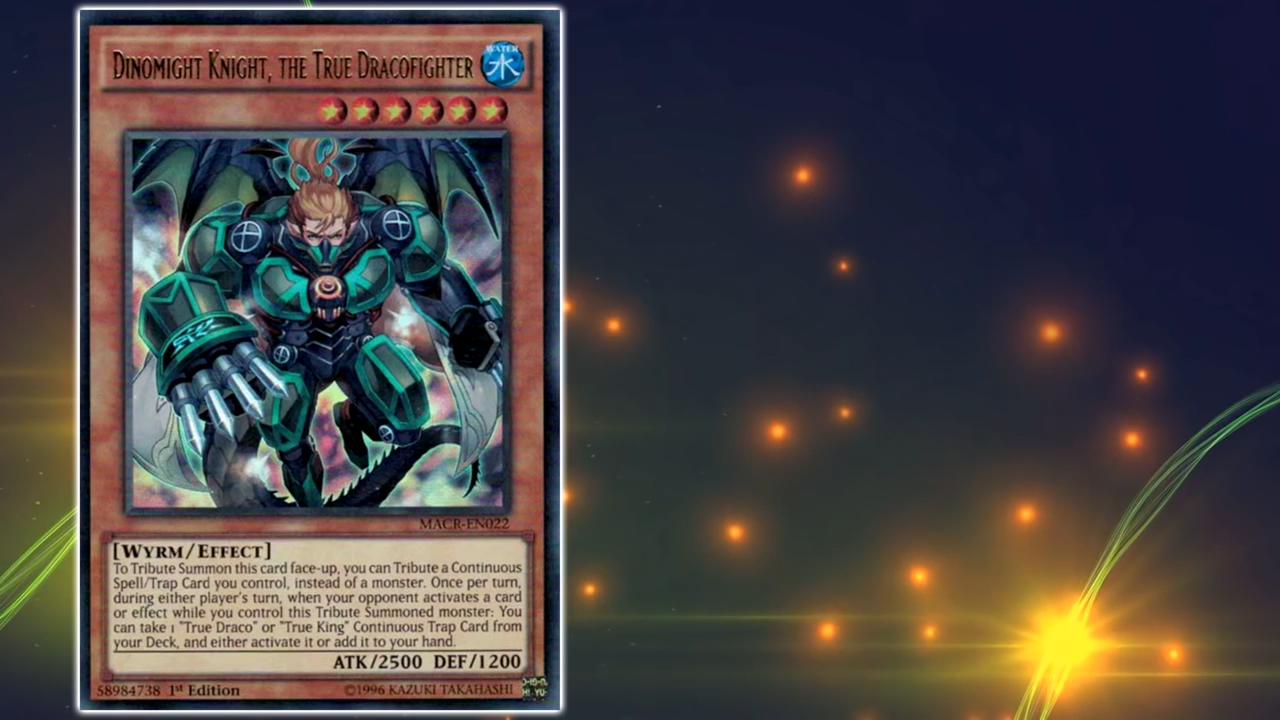 DINOMIGHT KNIGHT, THE TRUE DRACOFIGHTER
WATER
水
MACR-EN022
[WYRM/EFFECT]
To Tribute Summon this card face-up, you can Tribute a Continuous
Spell/Trap Card you control, instead of a monster. Once per turn,
during either player's turn, when your opponent activates a card
or effect while you control this Tribute Summoned monster: You
can take 1 "True Draco" or "True King" Continuous Trap Card from
your Deck, and either activate it or add it to your hand.
ATK/2500 DEF/1200
58984738 1st Edition
©1996 KAZUKI TAKAHASHI